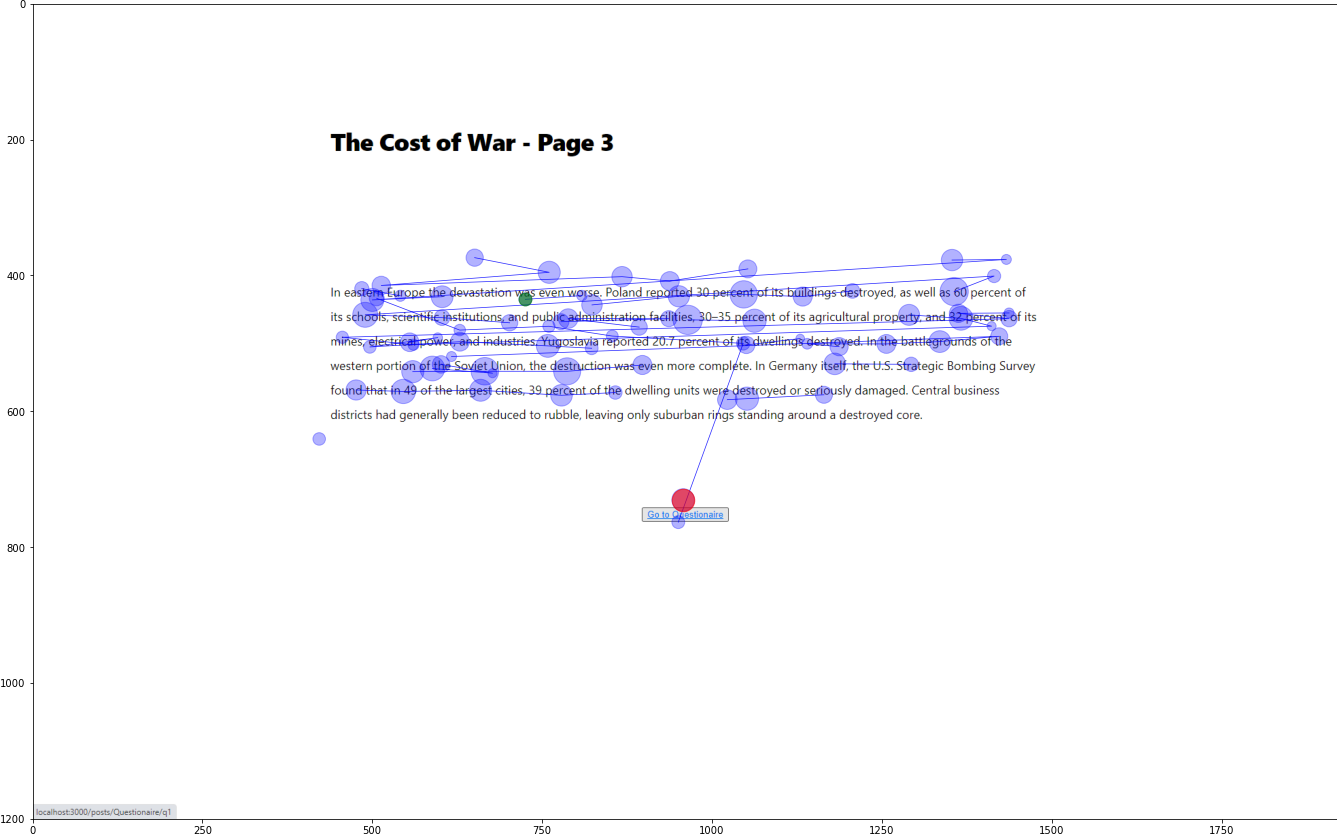 0
200
The Cost of War - Page 3
400
In eastern Europe the devastation was even worse. Poland reported 30 percent of its buildings destroyed, as well as 60 percent of
its schools, scientific institutions, and public administration facilities, 30–35 percent of its agricultural property, and 32 percent of its
mines, electrical power, and industries. Yugoslavia reported 20.7 percent of its dwellings destroyed. In the battlegrounds of the
western portion of the Soviet Union, the destruction was even more complete. In Germany itself, the U.S. Strategic Bombing Survey
found that in 49 of the largest cities, 39 percent of the dwelling units were destroyed or seriously damaged. Central business
600
districts had generally been reduced to rubble, leaving only suburban rings standing around a destroyed core.
Go to Questionaire
800
1000
localhost:3000/posts/Questionaire/q1
1200
0 250 500 750 1000 1250 1500 1750